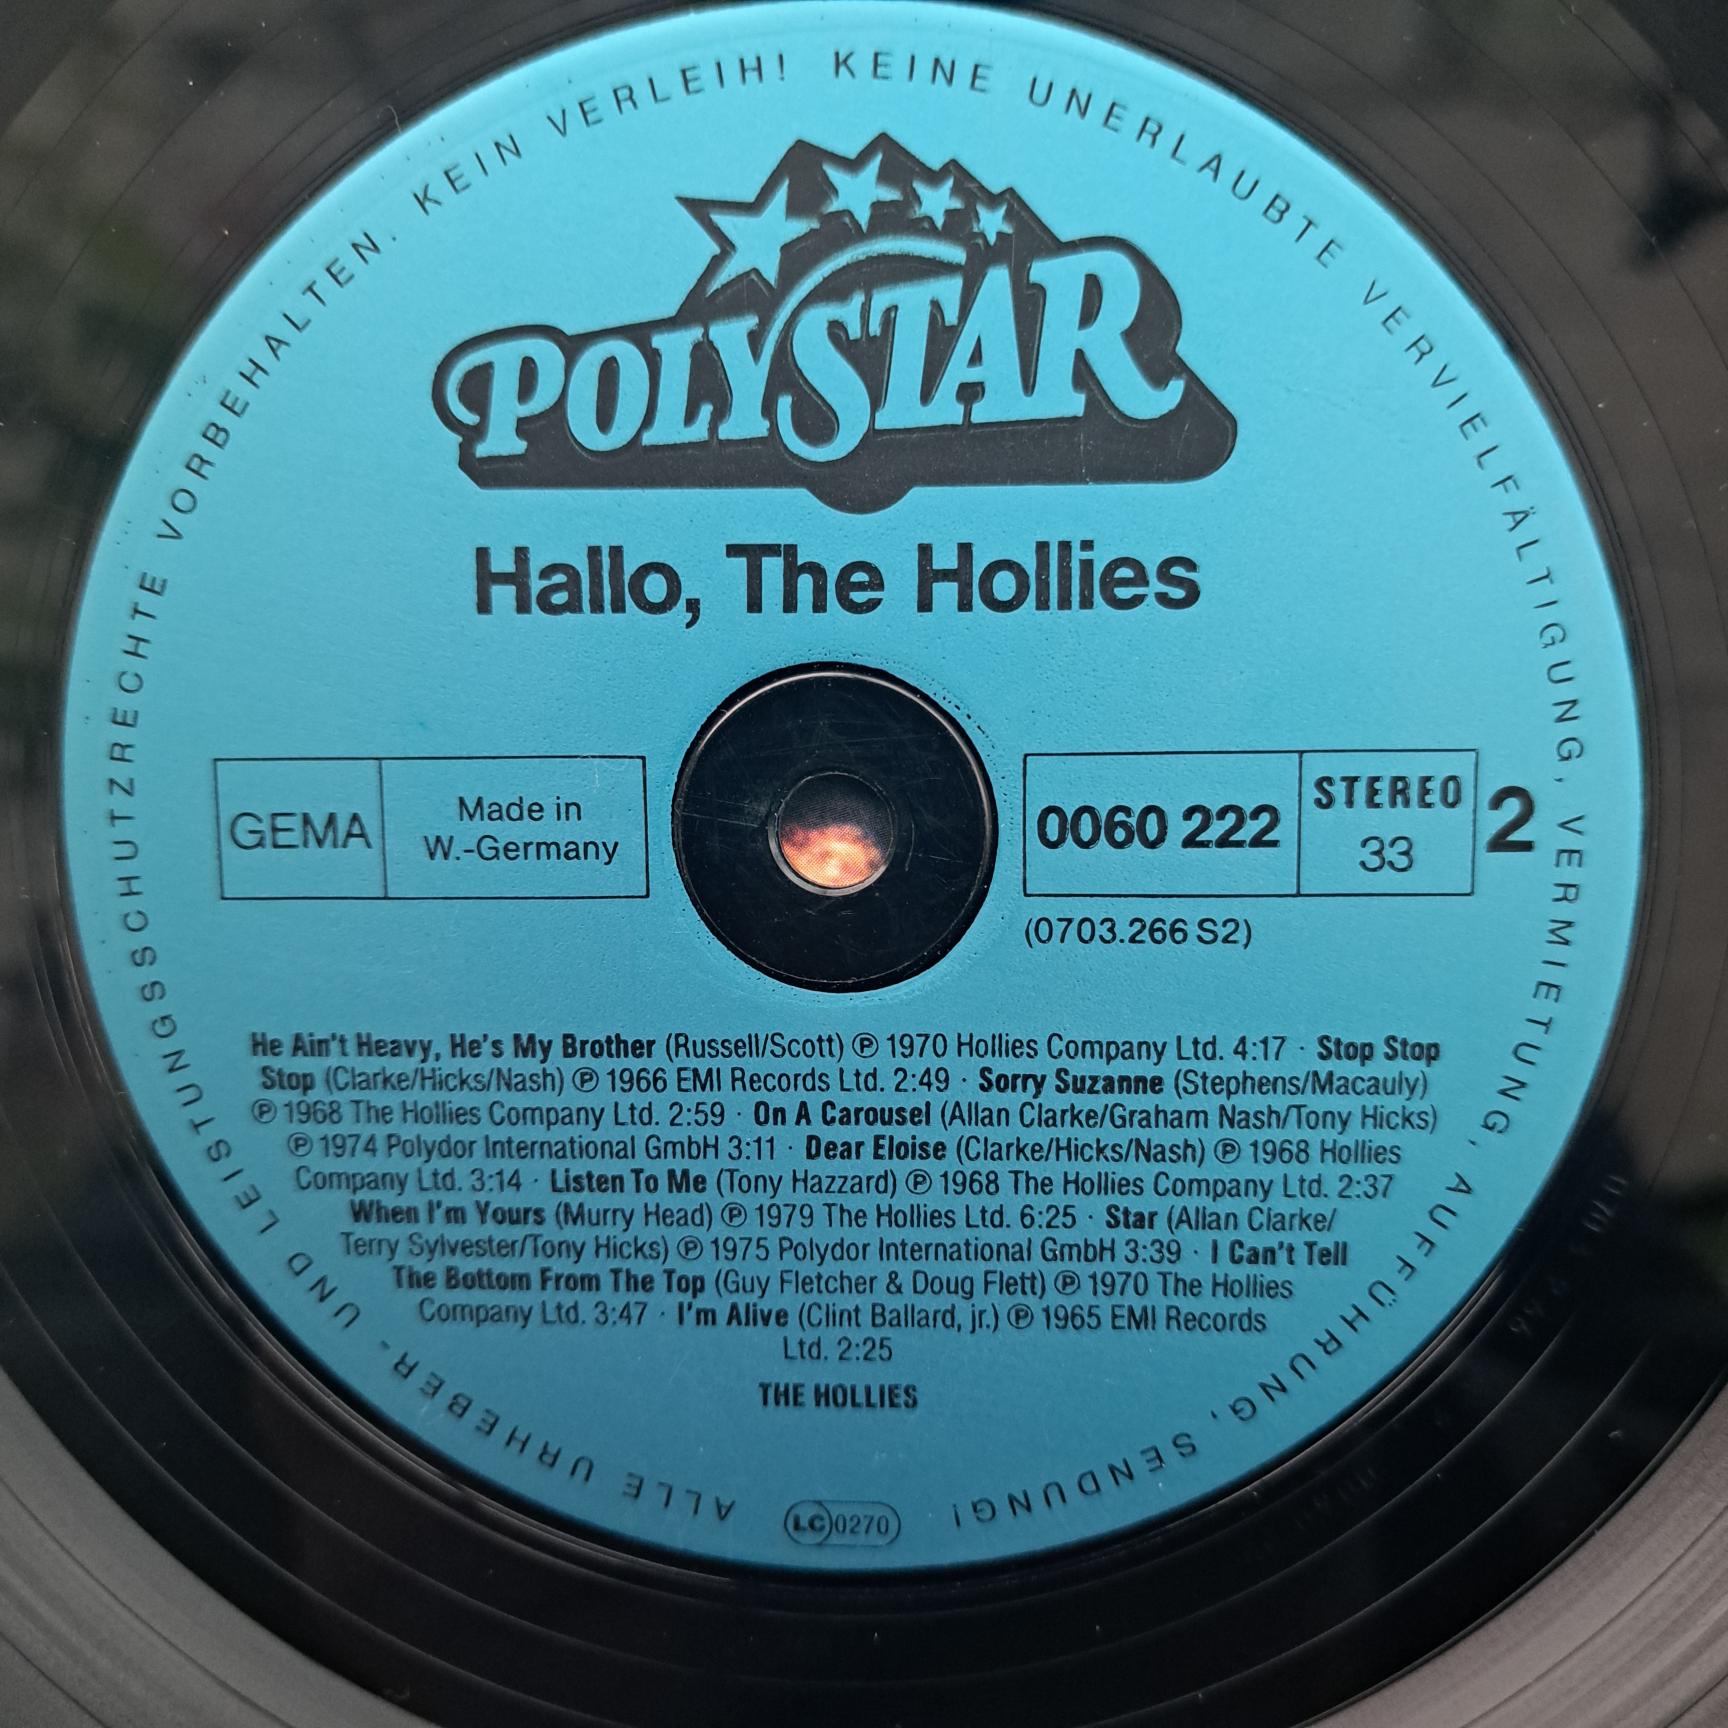 ALLE URHEBER- UND LEISTUNGSSCHUTZRECHTE VORBEHALTEN. KEIN VERLEIH! KEINE UNERLAUBTE VERVIELFÄLTIGUNG, VERMIETUNG, AUFFÜHRUNG, SENDUNG!
POLYSTAR
Hallo, The Hollies
GEMA
Made in
W.-Germany
0060 222
STEREO
33
2
(0703.266 S2)
He Ain't Heavy, He's My Brother (Russell/Scott) ℗ 1970 Hollies Company Ltd. 4:17 · Stop Stop
Stop (Clarke/Hicks/Nash) ℗ 1966 EMI Records Ltd. 2:49 · Sorry Suzanne (Stephens/Macauly)
℗ 1968 The Hollies Company Ltd. 2:59 · On A Carousel (Allan Clarke/Graham Nash/Tony Hicks)
℗ 1974 Polydor International GmbH 3:11 · Dear Eloise (Clarke/Hicks/Nash) ℗ 1968 Hollies
Company Ltd. 3:14 · Listen To Me (Tony Hazzard) ℗ 1968 The Hollies Company Ltd. 2:37
When I'm Yours (Murry Head) ℗ 1979 The Hollies Ltd. 6:25 · Star (Allan Clarke/
Terry Sylvester/Tony Hicks) ℗ 1975 Polydor International GmbH 3:39 · I Can't Tell
The Bottom From The Top (Guy Fletcher & Doug Flett) ℗ 1970 The Hollies
Company Ltd. 3:47 · I'm Alive (Clint Ballard, jr.) ℗ 1965 EMI Records
Ltd. 2:25
THE HOLLIES
LC 0270